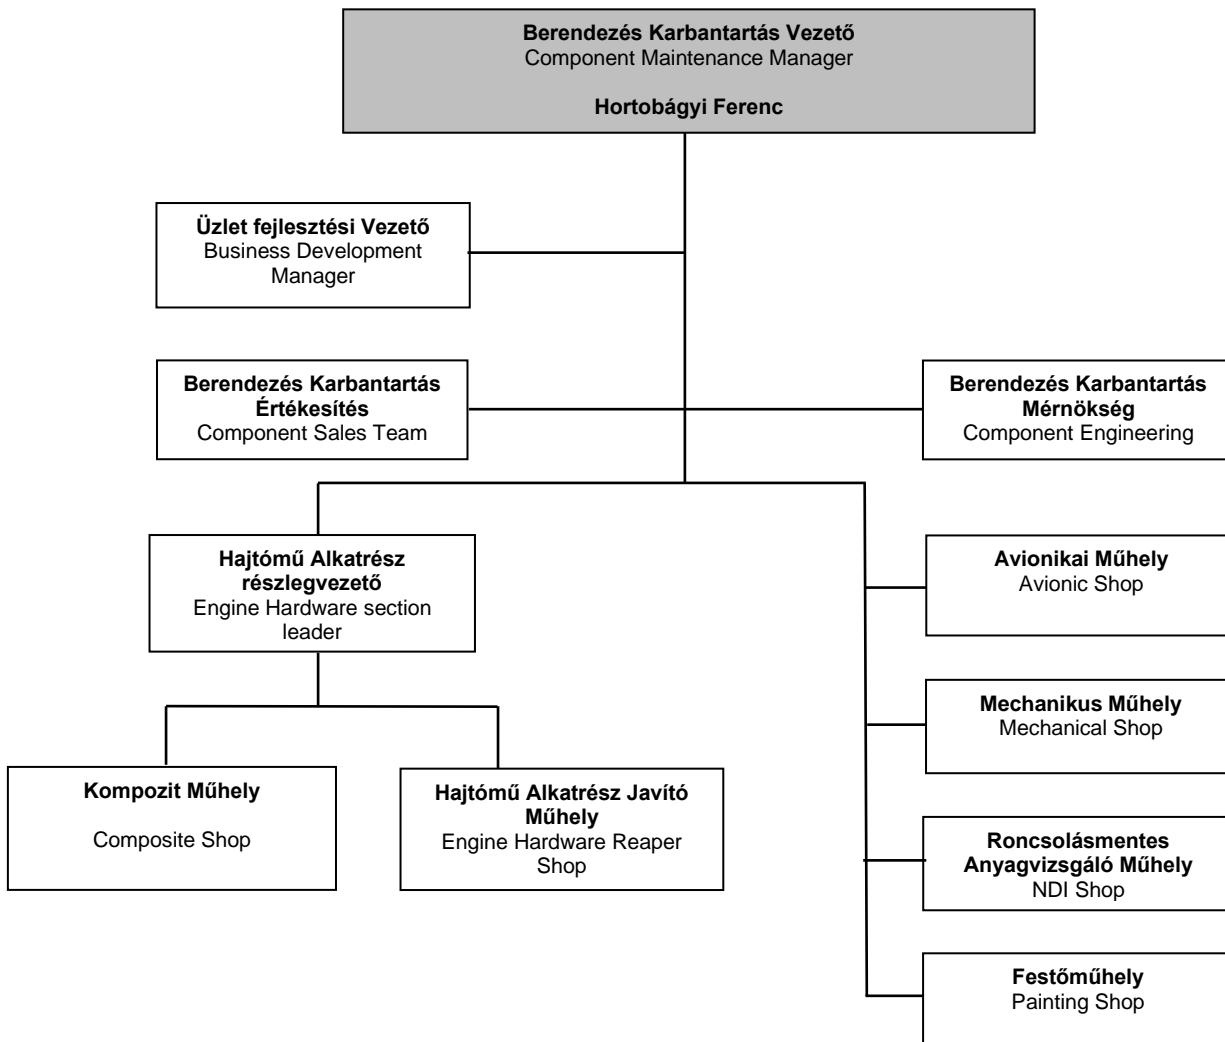 Berendezés Karbantartás Vezető
Component Maintenance Manager
Hortobágyi Ferenc
Üzlet fejlesztési Vezető
Business Development
Manager
Berendezés Karbantartás
Értékesítés
Component Sales Team
Berendezés Karbantartás
Mérnökség
Component Engineering
Hajtómű Alkatrész
részlegvezető
Engine Hardware section
leader
Avionikai Műhely
Avionic Shop
Mechanikus Műhely
Mechanical Shop
Kompozit Műhely
Composite Shop
Hajtómű Alkatrész Javító
Műhely
Engine Hardware Reaper
Shop
Roncsolásmentes
Anyagvizsgáló Műhely
NDI Shop
Festőműhely
Painting Shop